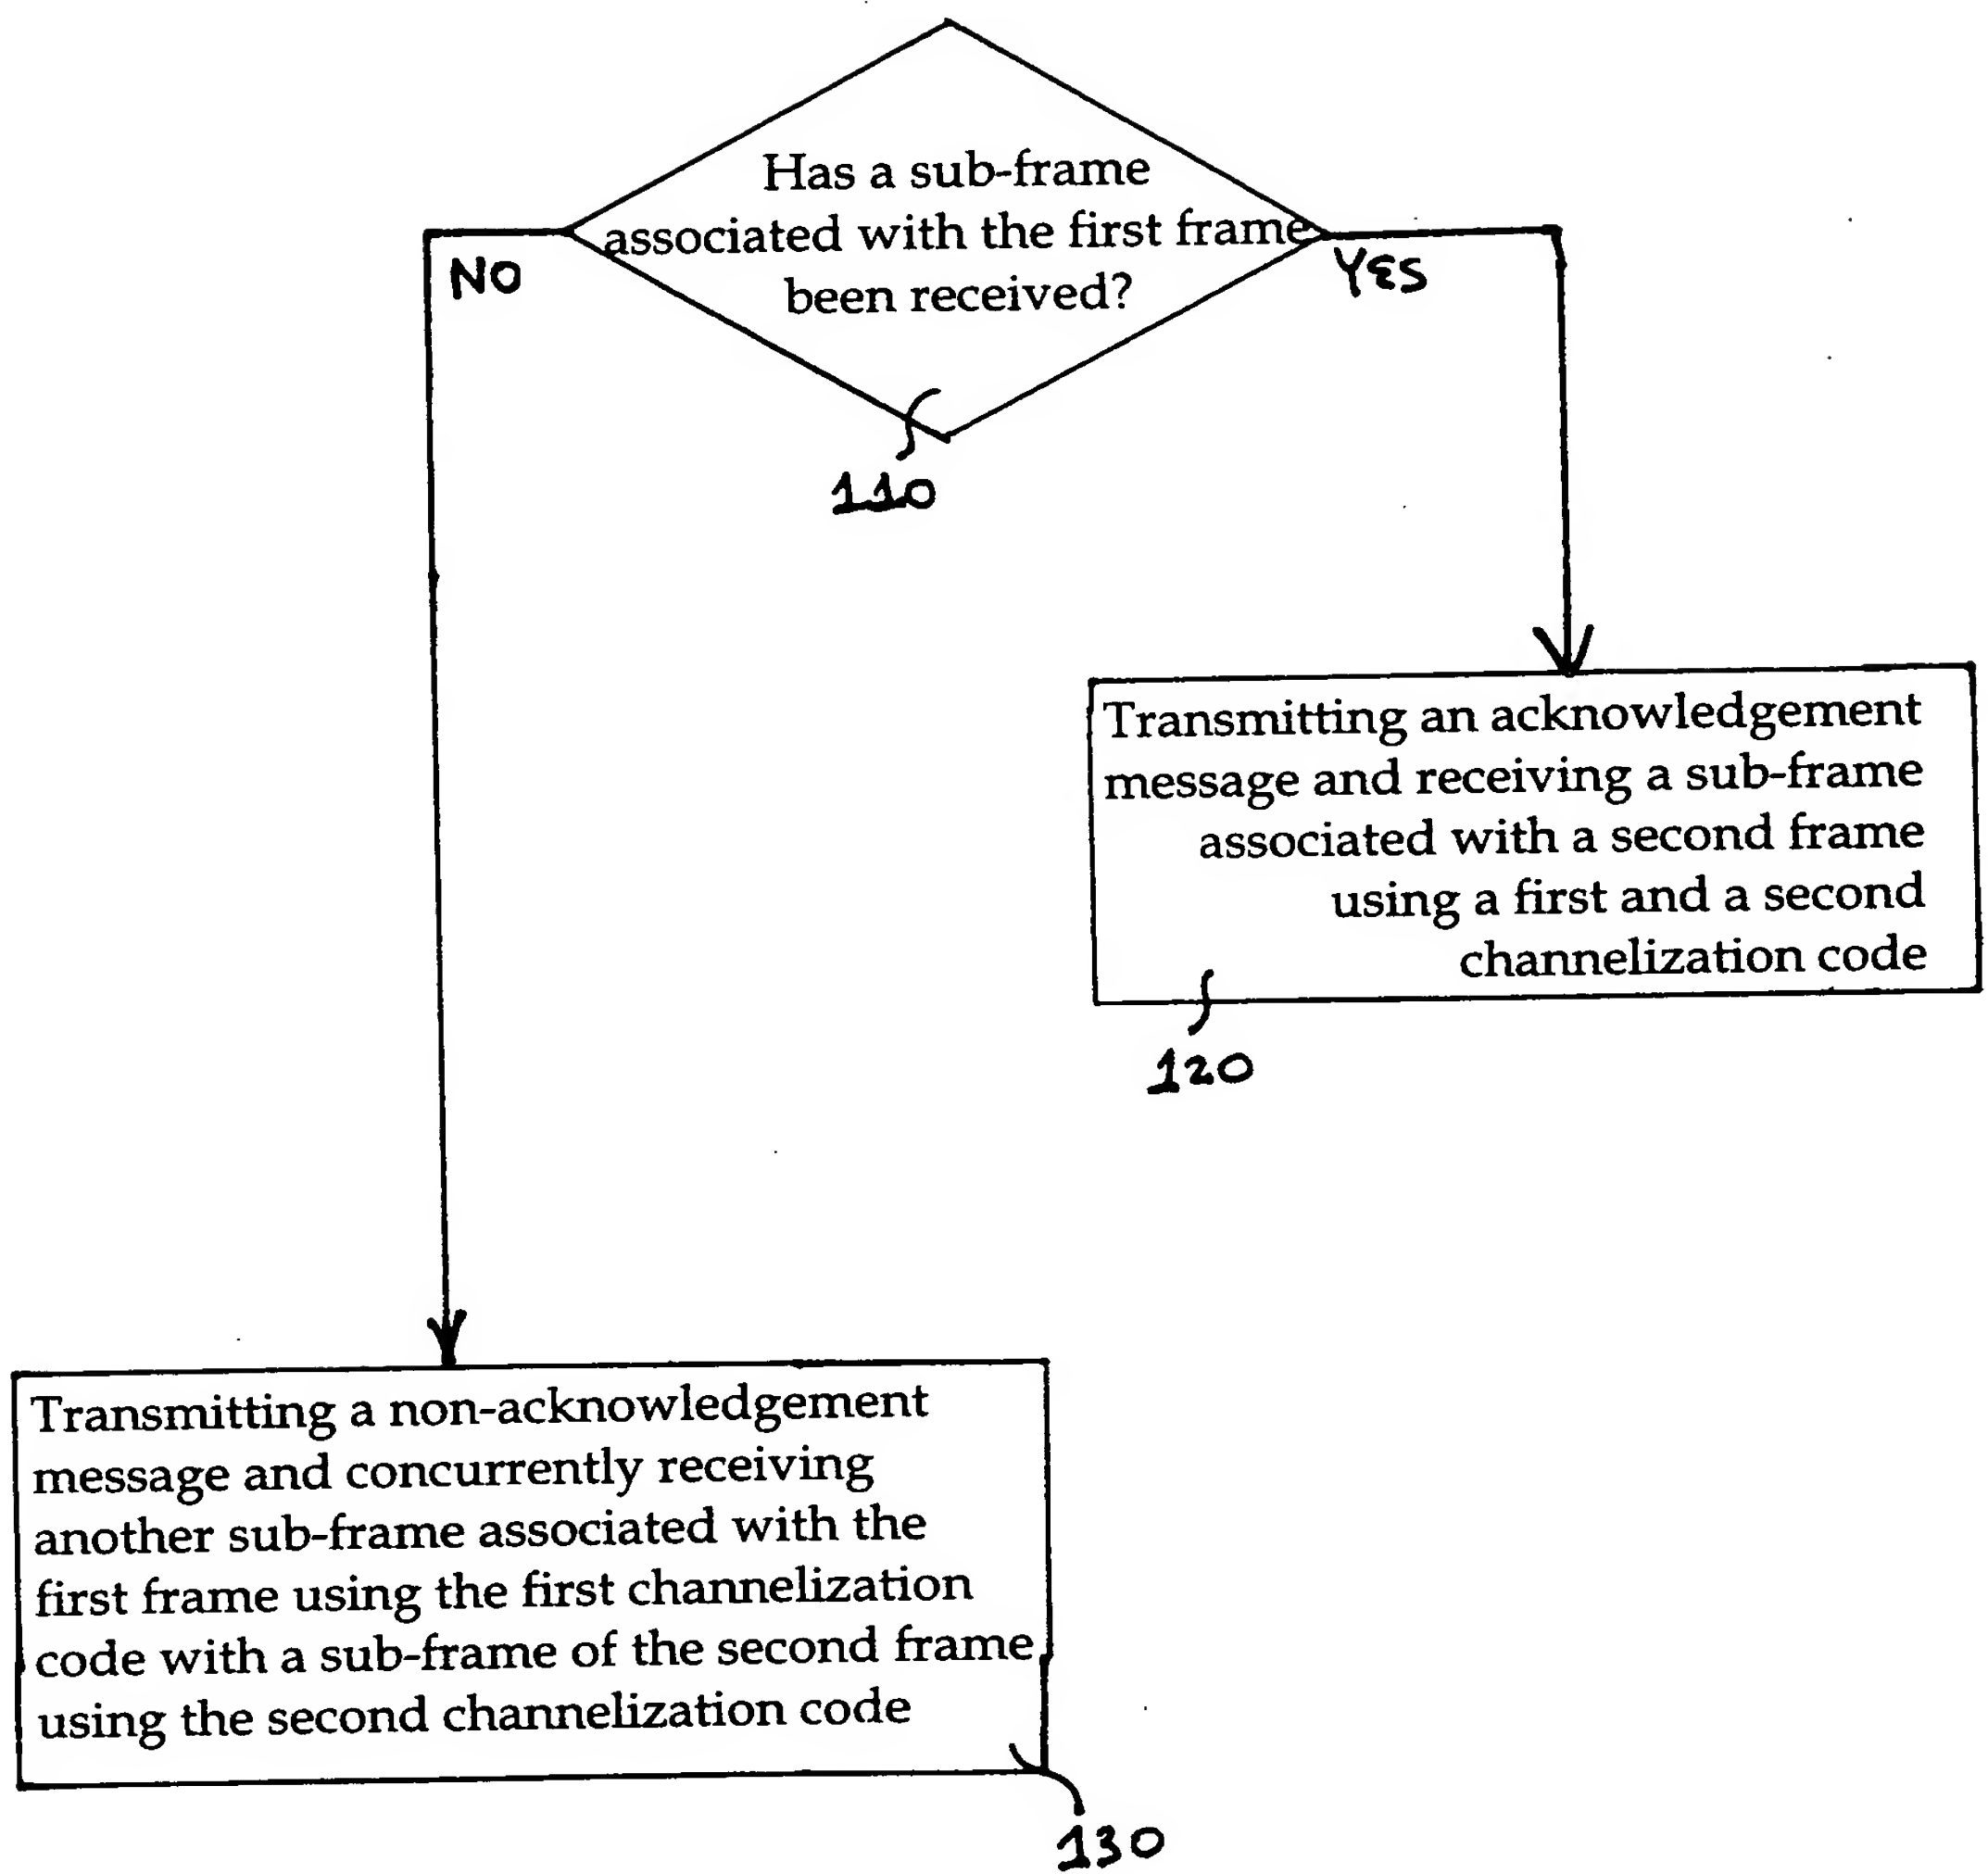 Has a sub-frame
associated with the first frame
been received?
NO
YES
110
Transmitting an acknowledgement
message and receiving a sub-frame
associated with a second frame
using a first and a second
channelization code
120
Transmitting a non-acknowledgement
message and concurrently receiving
another sub-frame associated with the
first frame using the first channelization
code with a sub-frame of the second frame
using the second channelization code
130